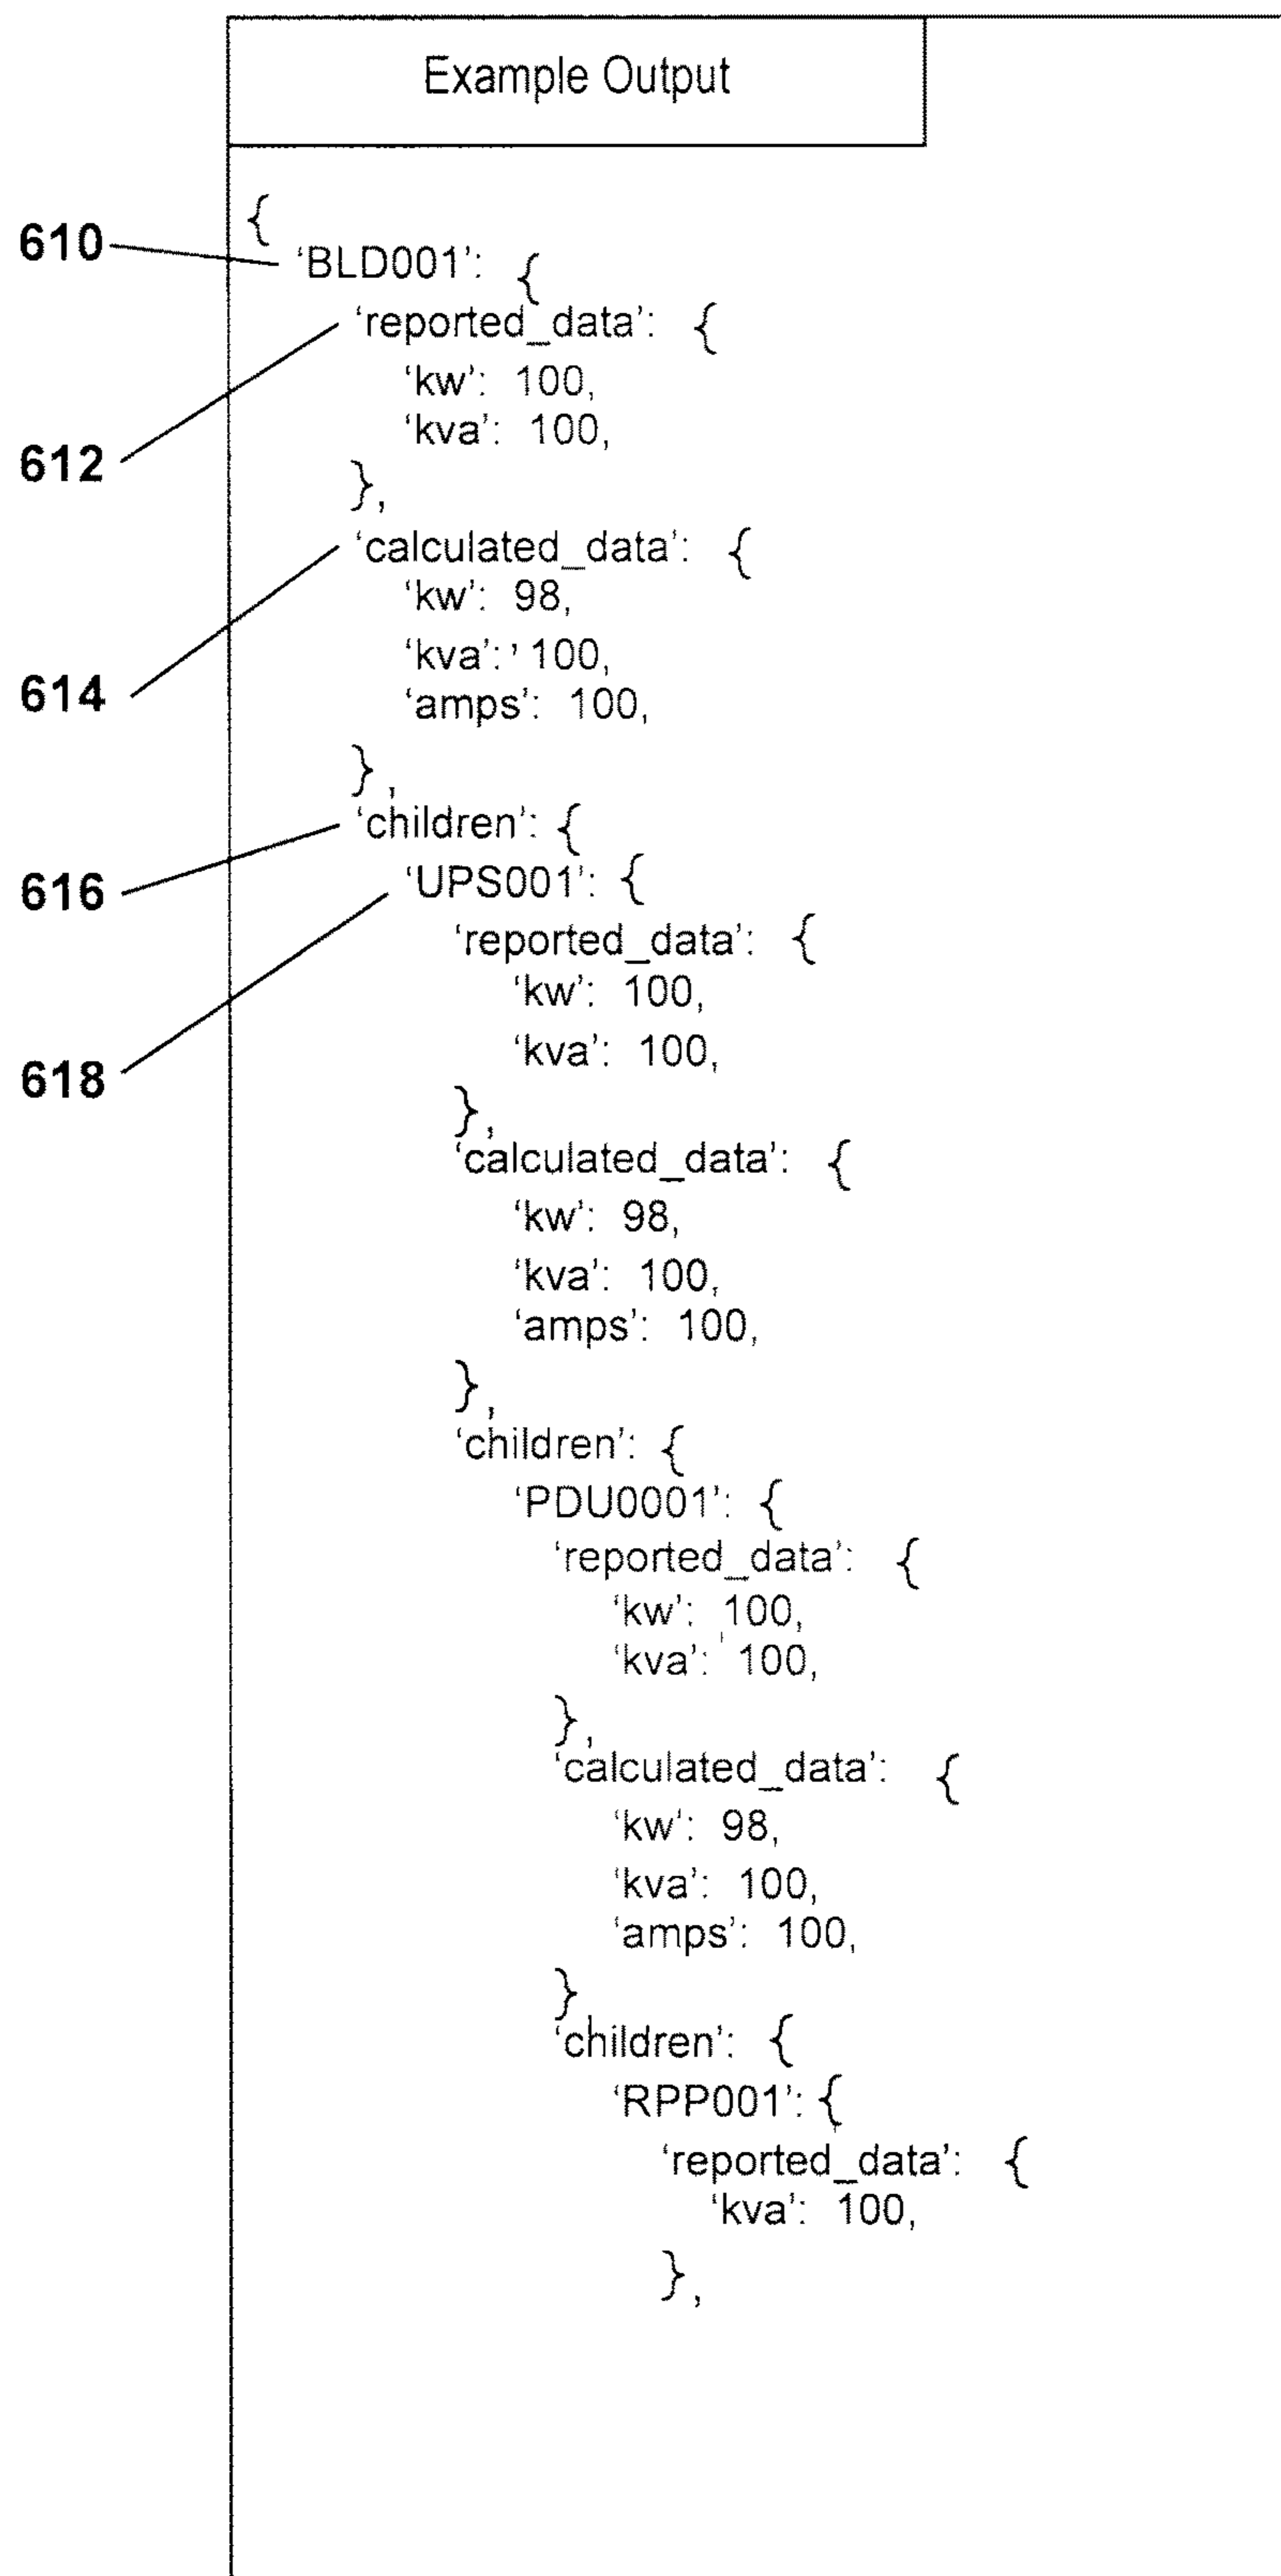 Example Output
{
610
‘BLD001’: {
‘reported_data’: {
‘kw’: 100,
‘kva’: 100,
612
},
‘calculated_data’: {
‘kw’: 98,
‘kva’: ’ 100,
614
‘amps’: 100,
},
‘children’: {
616
‘UPS001’: {
‘reported_data’: {
‘kw’: 100,
‘kva’: 100,
618
},
‘calculated_data’: {
‘kw’: 98,
‘kva’: 100,
‘amps’: 100,
},
‘children’: {
‘PDU0001’: {
‘reported_data’: {
‘kw’: 100,
‘kva’: 100,
},
‘calculated_data’: {
‘kw’: 98,
‘kva’: 100,
‘amps’: 100,
}
‘children’: {
‘RPP001’: {
‘reported_data’: {
‘kva’: 100,
},